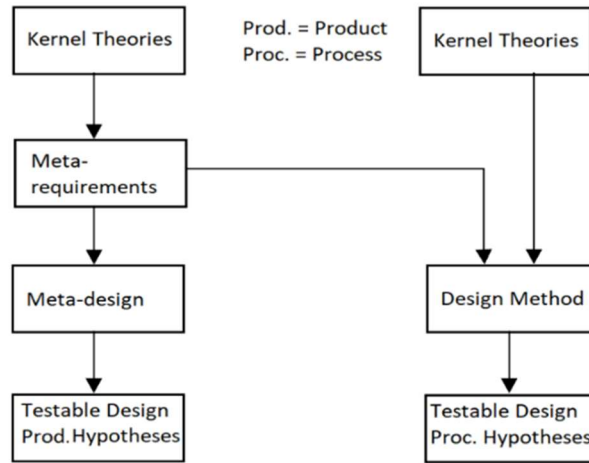 Kernel Theories
Prod. = Product
Proc. = Process
Kernel Theories
Meta-
requirements
Meta-design
Design Method
Testable Design
Prod. Hypotheses
Testable Design
Proc. Hypotheses